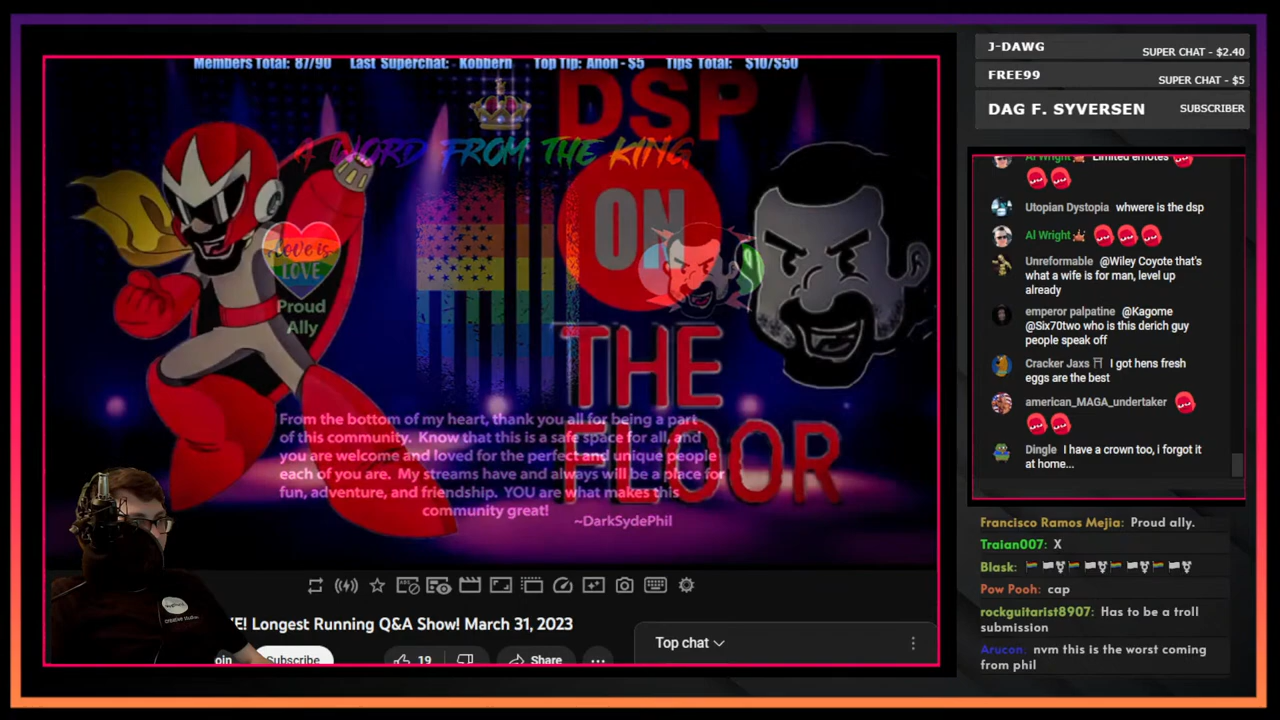 Members Total: 87/90 Last Superchat: Kobbern Top Tip: Anon - $5 Tips Total: $10/$50
DSP
A WORD FROM THE KING
ON
Love is
LOVE
Proud
Ally
THE
FLOOR
From the bottom of my heart, thank you all for being a part
of this community. Know that this is a safe space for all, and
you are welcome and loved for the perfect and unique people
each of you are. My streams have and always will be a place for
fun, adventure, and friendship. YOU are what makes this
community great!
~DarkSydePhil
E! Longest Running Q&A Show! March 31, 2023
oin Subscribe 19 Share ...
Top chat
J-DAWG SUPER CHAT - $2.40
FREE99 SUPER CHAT - $5
DAG F. SYVERSEN SUBSCRIBER
Al Wright Limited emotes
Utopian Dystopia whwere is the dsp
Al Wright
Unreformable @Wiley Coyote that's
what a wife is for man, level up
already
emperor palpatine @Kagome
@Six70two who is this derich guy
people speak off
Cracker Jaxs I got hens fresh
eggs are the best
american_MAGA_undertaker
Dingle I have a crown too, i forgot it
at home...
Francisco Ramos Mejia: Proud ally.
Traian007: X
Blask:
Pow Pooh: cap
rockguitarist8907: Has to be a troll
submission
Arucon: nvm this is the worst coming
from phil